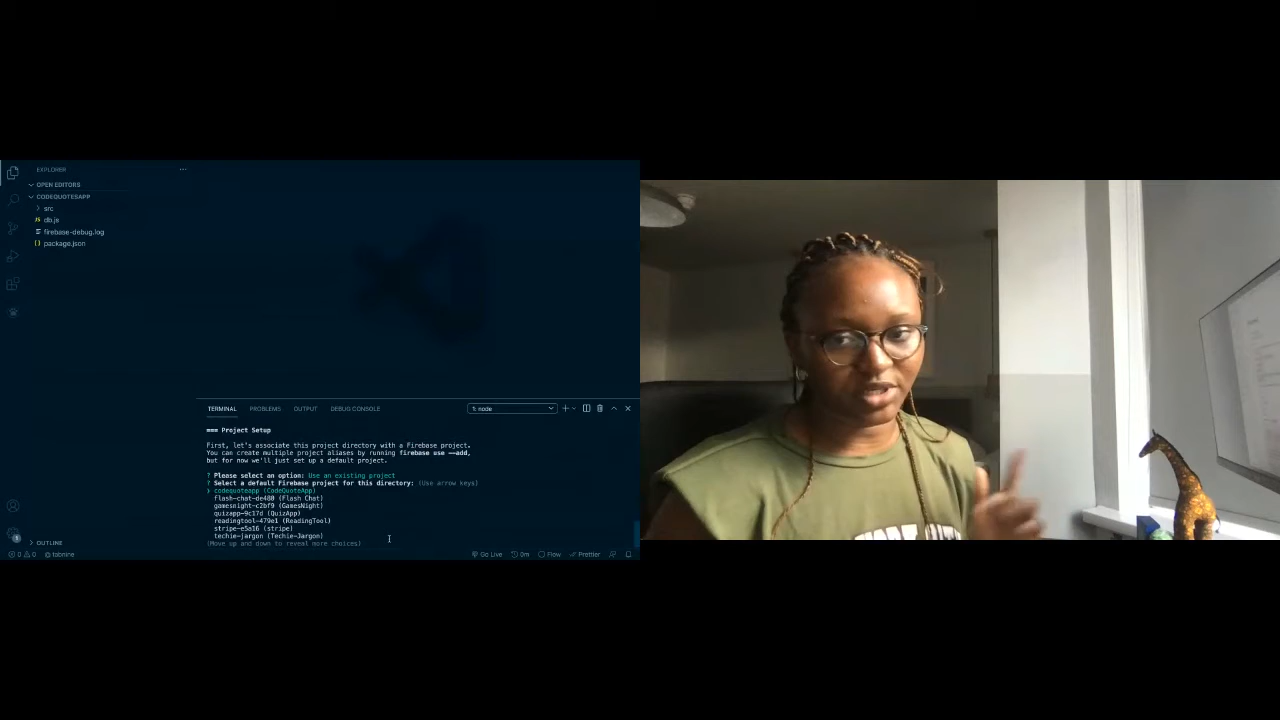 EXPLORER
OPEN EDITORS
CODEQUOTESAPP
src
JS db.js
firebase-debug.log
{} package.json
TERMINAL PROBLEMS OUTPUT DEBUG CONSOLE 1: node
=== Project Setup
First, let's associate this project directory with a Firebase project.
You can create multiple project aliases by running firebase use --add,
but for now we'll just set up a default project.
? Please select an option: Use an existing project
? Select a default Firebase project for this directory: (Use arrow keys)
❯ codequoteapp (CodeQuoteApp)
flash-chat-de480 (Flash Chat)
gamesnight-c2bf9 (GamesNight)
quizapp-9c17d (QuizApp)
readingtool-479e1 (ReadingTool)
stripe-e5a16 (stripe)
techie-jargon (Techie-Jargon)
(Move up and down to reveal more choices)
OUTLINE
0 0 tabnine Go Live 0m Flow Prettier